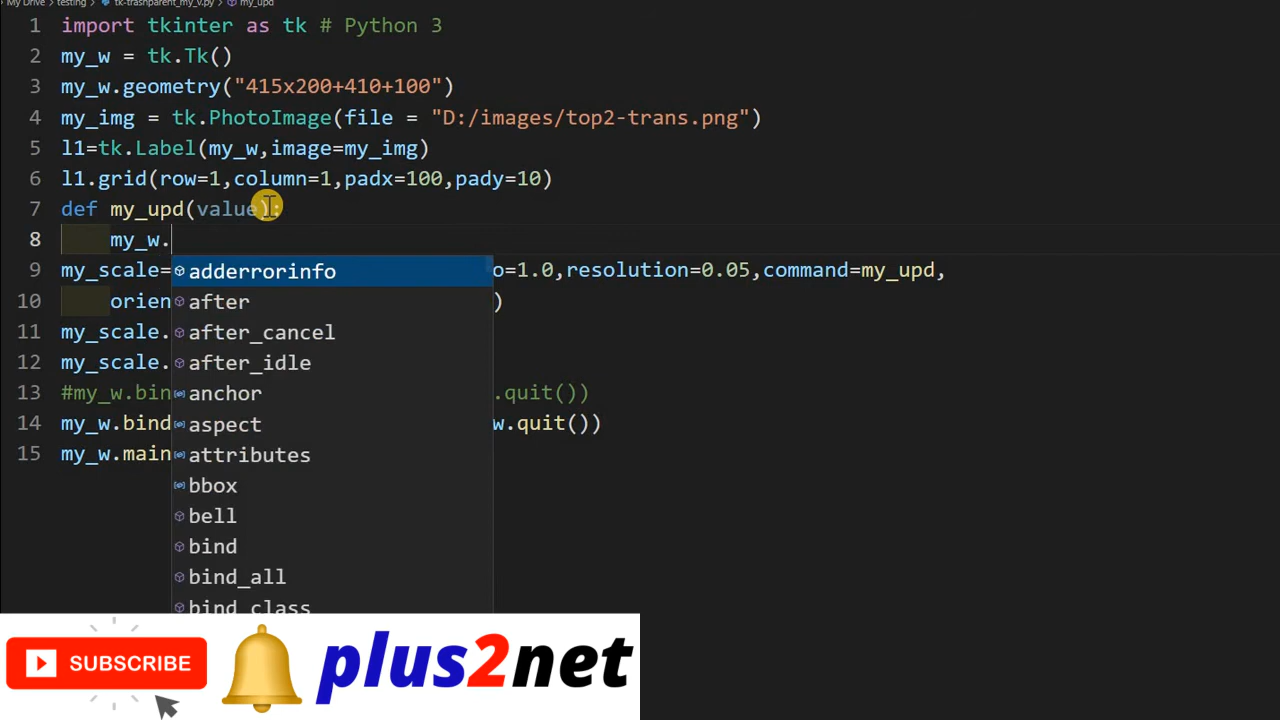 My Drive > testing > tk-trashparent_my_v.py > my_upd
1 import tkinter as tk # Python 3
2 my_w = tk.Tk()
3 my_w.geometry("415x200+410+100")
4 my_img = tk.PhotoImage(file = "D:/images/top2-trans.png")
5 l1=tk.Label(my_w,image=my_img)
6 l1.grid(row=1,column=1,padx=100,pady=10)
7 def my_upd(value):
8 my_w.
9 my_scale= o=1.0,resolution=0.05,command=my_upd,
adderrorinfo
after
10 orien )
11 my_scale.
after_cancel
12 my_scale.
after_idle
13 #my_w.bin .quit())
anchor
14 my_w.bind w.quit())
aspect
15 my_w.main
attributes
bbox
bell
bind
bind_all
bind_class
SUBSCRIBE
plus2net